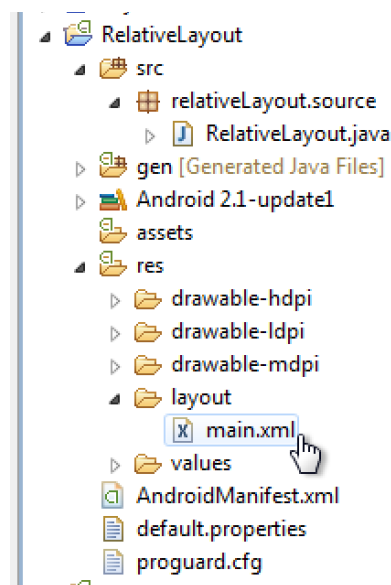 RelativeLayout
src
relativeLayout.source
RelativeLayout.java
gen [Generated Java Files]
Android 2.1-update1
assets
res
drawable-hdpi
drawable-ldpi
drawable-mdpi
layout
main.xml
values
AndroidManifest.xml
default.properties
proguard.cfg